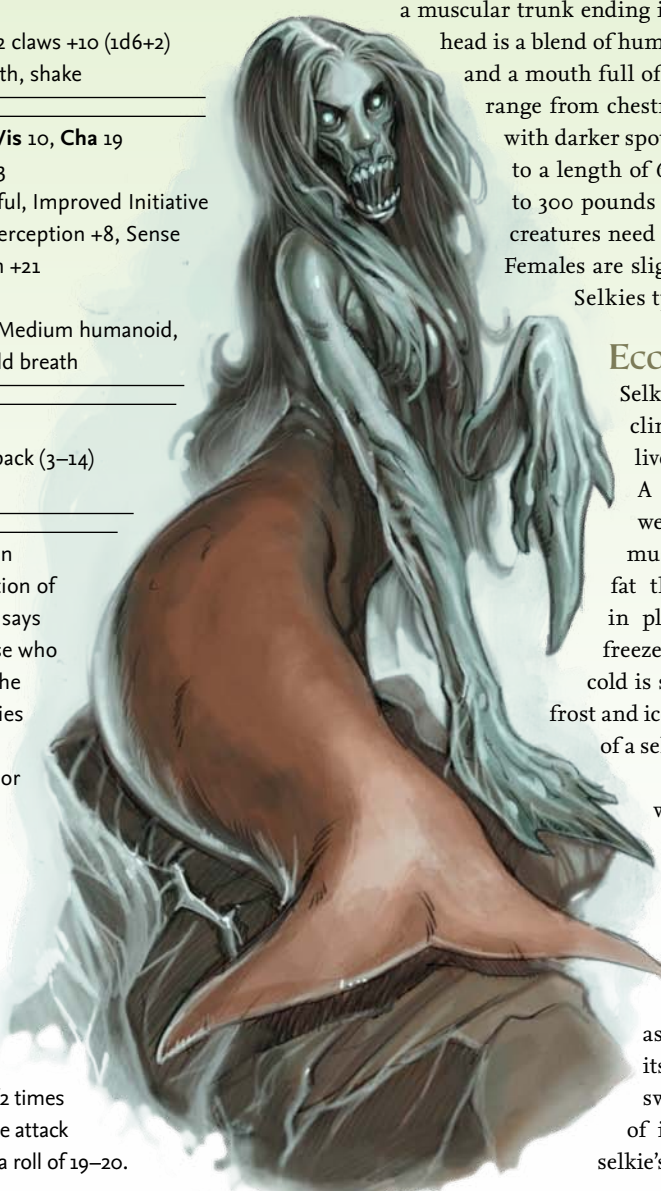 2 claws +10 (1d6+2)
th, shake
Wis 10, Cha 19
3
ful, Improved Initiative
erception +8, Sense
n +21
Medium humanoid,
ld breath
pack (3–14)
n
tion of
says
se who
he
ies
or
2 times
e attack
a roll of 19–20.
a muscular trunk ending i
head is a blend of hum
and a mouth full of
range from chestn
with darker spo
to a length of 6
to 300 pounds
creatures need
Females are slig
Selkies t
Eco
Selk
clin
live
A
we
mu
fat th
in pl
freeze
cold is s
frost and ic
of a sel
w
as
its
sw
of i
selkie's